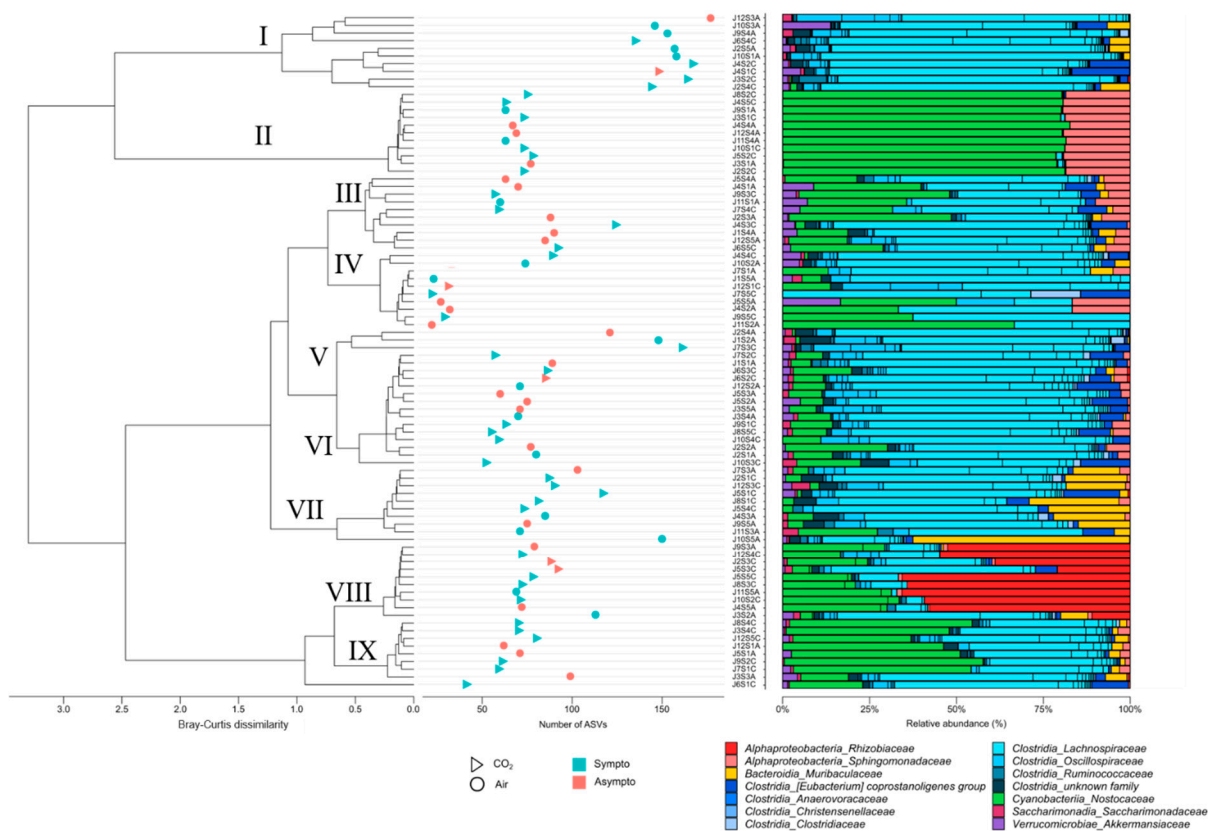 I
II
III
IV
V
VI
VII
VIII
IX
J12S3A
J10S3A
J9S4A
J6S4C
J2S5A
J10S1A
J4S2C
J4S1C
J3S2C
J2S4C
J8S2C
J4S5C
J9S1A
J3S1C
J4S4A
J12S4A
J11S4A
J10S1C
J5S2C
J3S1A
J2S2C
J5S4A
J4S1A
J9S3C
J11S1A
J7S4C
J2S3A
J4S3C
J1S4A
J12S5A
J6S5C
J4S4C
J10S2A
J7S1A
J1S5A
J12S1C
J7S5C
J5S5A
J4S2A
J9S5C
J11S2A
J2S4A
J1S2A
J7S3C
J7S2C
J1S1A
J6S3C
J6S2C
J12S2A
J5S3A
J5S2A
J3S5A
J3S4A
J9S1C
J8S5C
J10S4C
J2S2A
J2S1A
J10S3C
J7S3A
J2S1C
J12S3C
J5S1C
J8S1C
J5S4C
J4S3A
J9S5A
J11S3A
J10S5A
J9S3A
J12S4C
J2S3C
J5S3C
J5S5C
J8S3C
J11S5A
J10S2C
J4S5A
J3S2A
J8S4C
J3S4C
J12S5C
J12S1A
J5S1A
J9S2C
J7S1C
J3S3A
J6S1C
3.0 2.5 2.0 1.5 1.0 0.5 0.0
Bray-Curtis dissimilarity
50 100 150
Number of ASVs
0% 25% 50% 75% 100%
Relative abundance (%)
CO₂
Air
Sympto
Asympto
Alphaproteobacteria_Rhizobiaceae
Alphaproteobacteria_Sphingomonadaceae
Bacteroidia_Muribaculaceae
Clostridia_[Eubacterium] coprostanoligenes group
Clostridia_Anaerovoracaceae
Clostridia_Christensenellaceae
Clostridia_Clostridiaceae
Clostridia_Lachnospiraceae
Clostridia_Oscillospiraceae
Clostridia_Ruminococcaceae
Clostridia_unknown family
Cyanobacteriia_Nostocaceae
Saccharimonadia_Saccharimonadaceae
Verrucomicrobiae_Akkermansiaceae